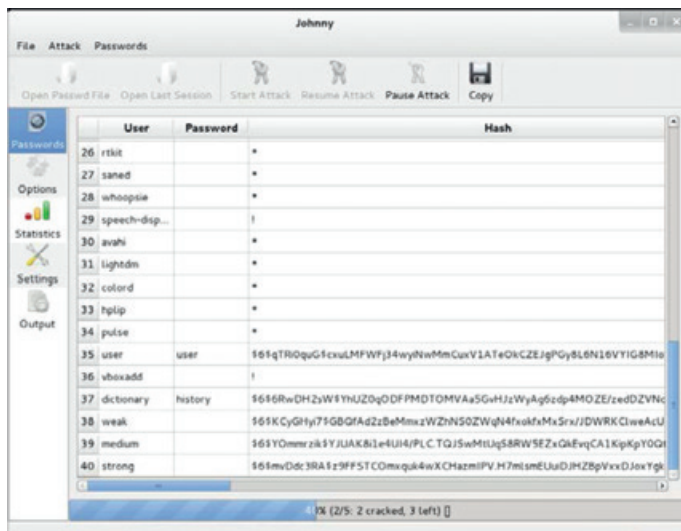 Johnny
File Attack Passwords
Open Passwd File Open Last Session Start Attack Resume Attack Pause Attack Copy
Passwords
Options
Statistics
Settings
Output
User Password Hash
26 rtkit *
27 saned *
28 whoopsie *
29 speech-disp... !
30 avahi *
31 lightdm *
32 colord *
33 hplip *
34 pulse *
35 user user
36 vboxadd !
37 dictionary history
38 weak
39 medium
40 strong
40% (2/5: 2 cracked, 3 left) []